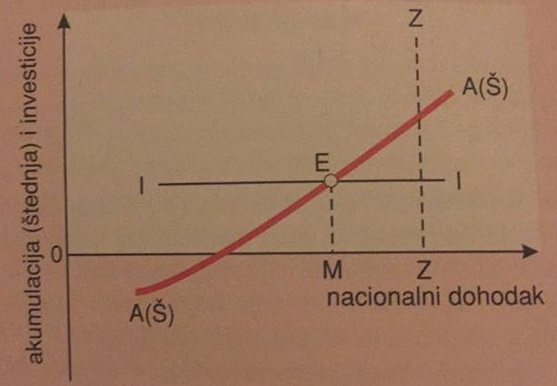 akumulacija (štednja) i investicije
Z
A(Š)
E
I
I
0
M
Z
nacionalni dohodak
A(Š)